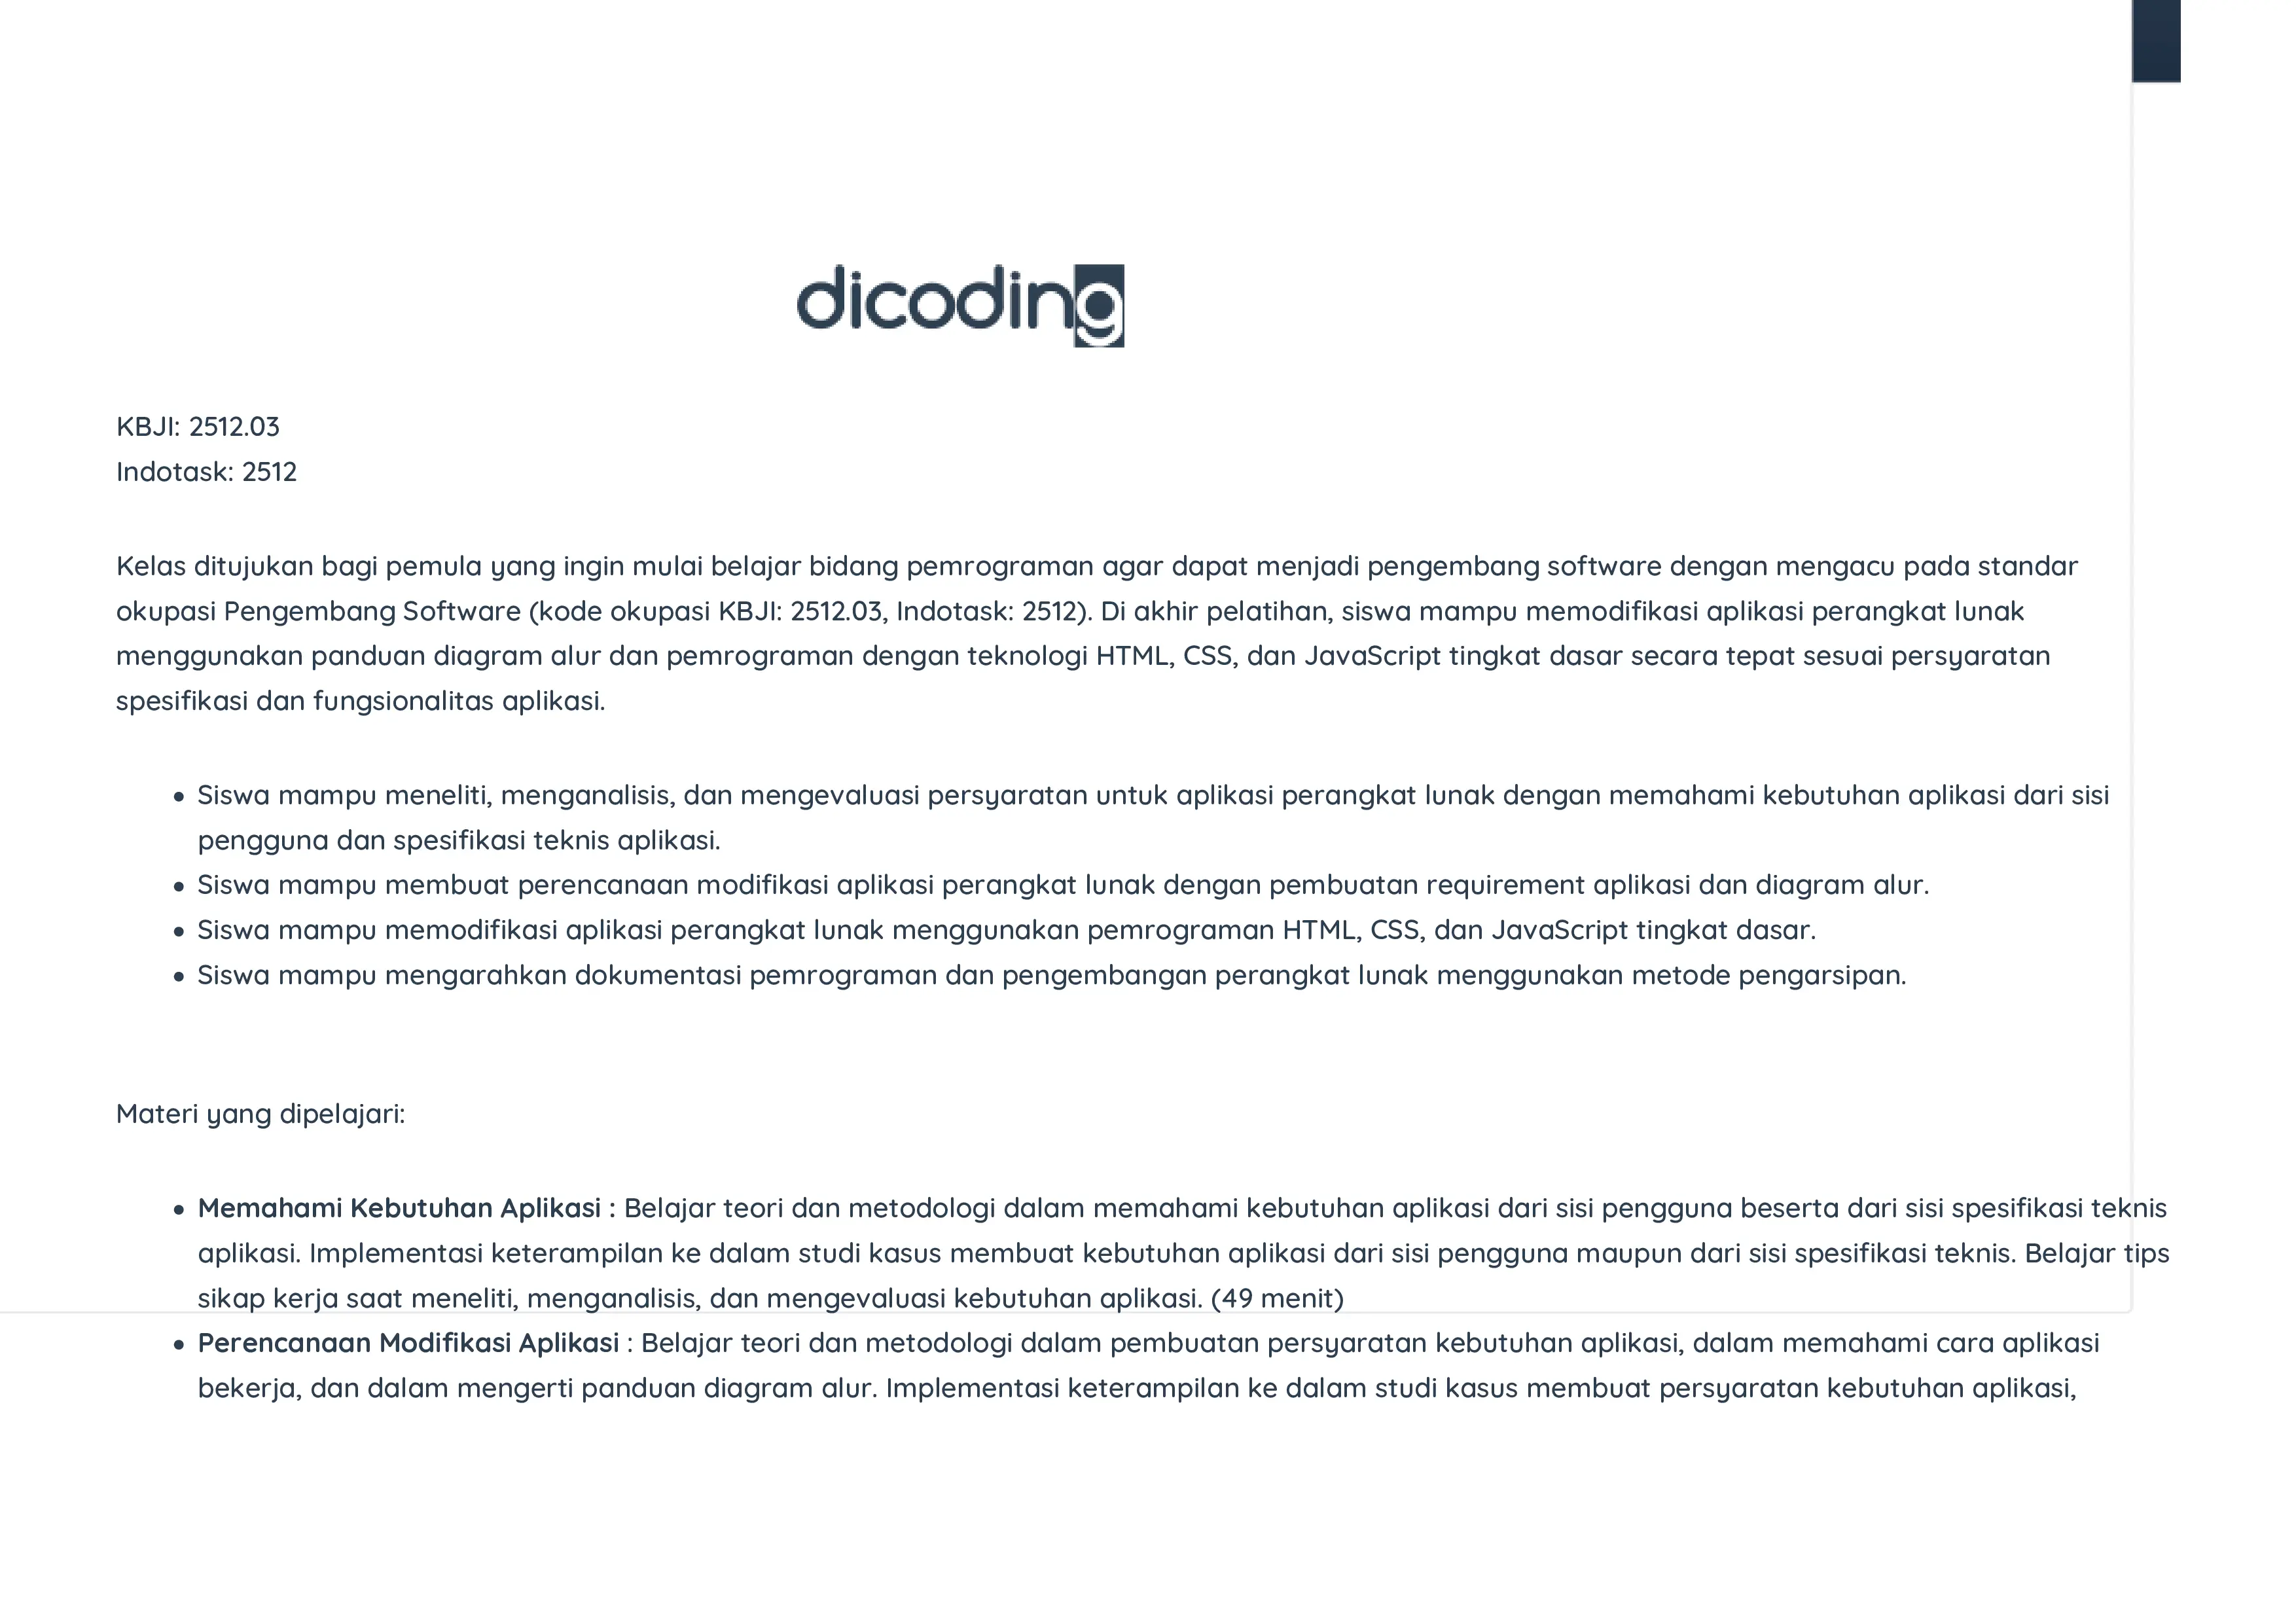 dicoding
KBJI: 2512.03
Indotask: 2512
Kelas ditujukan bagi pemula yang ingin mulai belajar bidang pemrograman agar dapat menjadi pengembang software dengan mengacu pada standar
okupasi Pengembang Software (kode okupasi KBJI: 2512.03, Indotask: 2512). Di akhir pelatihan, siswa mampu memodifikasi aplikasi perangkat lunak
menggunakan panduan diagram alur dan pemrograman dengan teknologi HTML, CSS, dan JavaScript tingkat dasar secara tepat sesuai persyaratan
spesifikasi dan fungsionalitas aplikasi.
• Siswa mampu meneliti, menganalisis, dan mengevaluasi persyaratan untuk aplikasi perangkat lunak dengan memahami kebutuhan aplikasi dari sisi
pengguna dan spesifikasi teknis aplikasi.
• Siswa mampu membuat perencanaan modifikasi aplikasi perangkat lunak dengan pembuatan requirement aplikasi dan diagram alur.
• Siswa mampu memodifikasi aplikasi perangkat lunak menggunakan pemrograman HTML, CSS, dan JavaScript tingkat dasar.
• Siswa mampu mengarahkan dokumentasi pemrograman dan pengembangan perangkat lunak menggunakan metode pengarsipan.
Materi yang dipelajari:
• Memahami Kebutuhan Aplikasi : Belajar teori dan metodologi dalam memahami kebutuhan aplikasi dari sisi pengguna beserta dari sisi spesifikasi teknis
aplikasi. Implementasi keterampilan ke dalam studi kasus membuat kebutuhan aplikasi dari sisi pengguna maupun dari sisi spesifikasi teknis. Belajar tips
sikap kerja saat meneliti, menganalisis, dan mengevaluasi kebutuhan aplikasi. (49 menit)
• Perencanaan Modifikasi Aplikasi : Belajar teori dan metodologi dalam pembuatan persyaratan kebutuhan aplikasi, dalam memahami cara aplikasi
bekerja, dan dalam mengerti panduan diagram alur. Implementasi keterampilan ke dalam studi kasus membuat persyaratan kebutuhan aplikasi,